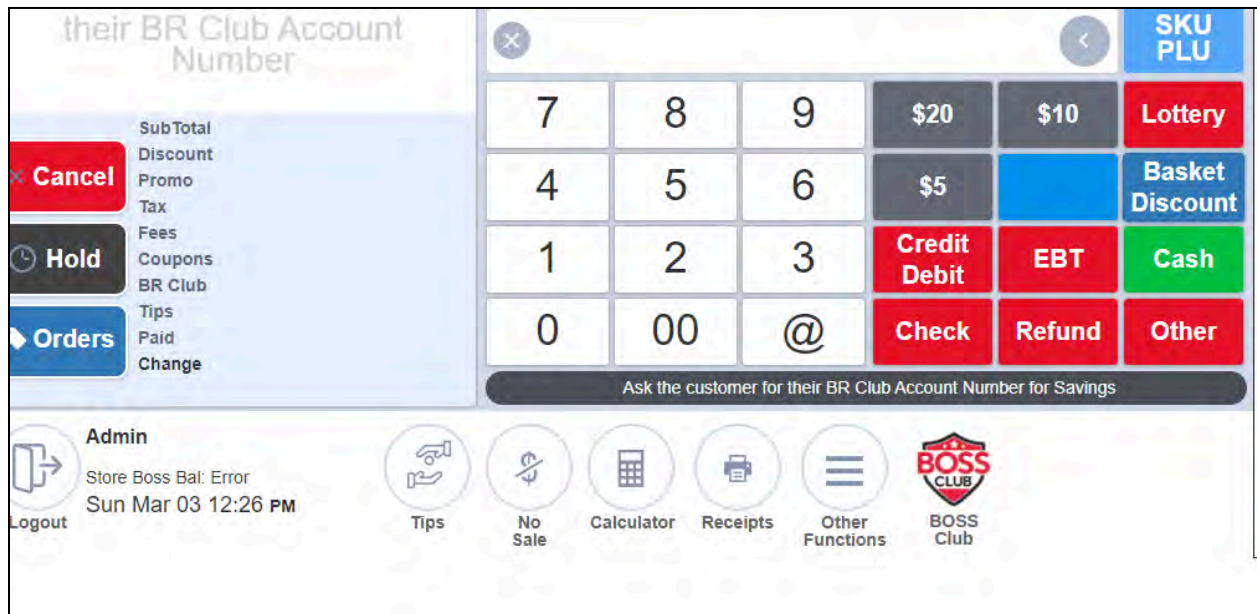 their BR Club Account
Number
SKU
PLU
7
8
9
$20
$10
Lottery
SubTotal
Discount
Promo
Tax
Fees
Coupons
BR Club
Tips
Paid
Change
Cancel
Hold
Orders
4
5
6
$5
Basket
Discount
1
2
3
Credit
Debit
EBT
Cash
0
00
@
Check
Refund
Other
Ask the customer for their BR Club Account Number for Savings
Logout
Admin
Store Boss Bal: Error
Sun Mar 03 12:26 PM
Tips
No
Sale
Calculator
Receipts
Other
Functions
BOSS
CLUB
BOSS
Club